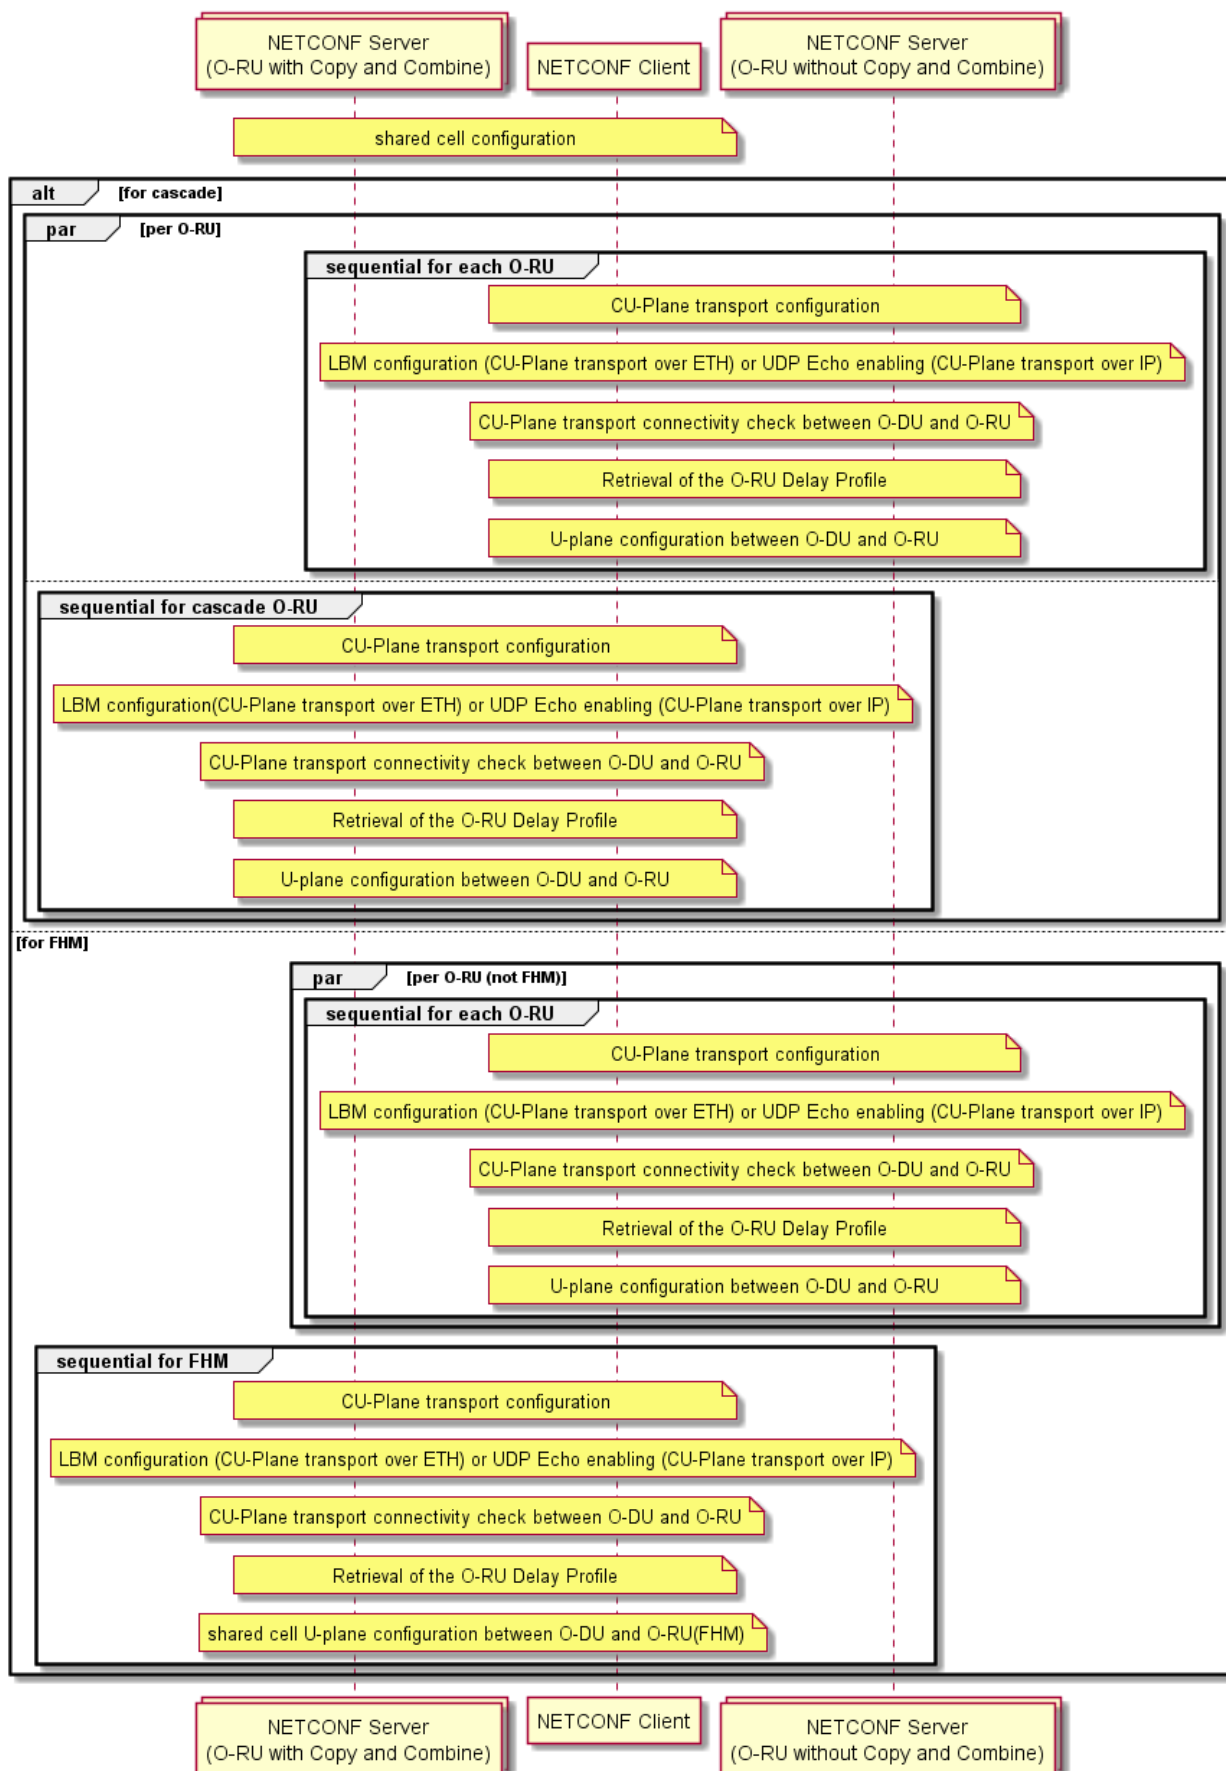 NETCONF Server
(O-RU with Copy and Combine)
NETCONF Client
NETCONF Server
(O-RU without Copy and Combine)
shared cell configuration
alt
[for cascade]
par
[per O-RU]
sequential for each O-RU
CU-Plane transport configuration
LBM configuration (CU-Plane transport over ETH) or UDP Echo enabling (CU-Plane transport over IP)
CU-Plane transport connectivity check between O-DU and O-RU
Retrieval of the O-RU Delay Profile
U-plane configuration between O-DU and O-RU
sequential for cascade O-RU
CU-Plane transport configuration
LBM configuration(CU-Plane transport over ETH) or UDP Echo enabling (CU-Plane transport over IP)
CU-Plane transport connectivity check between O-DU and O-RU
Retrieval of the O-RU Delay Profile
U-plane configuration between O-DU and O-RU
[for FHM]
par
[per O-RU (not FHM)]
sequential for each O-RU
CU-Plane transport configuration
LBM configuration (CU-Plane transport over ETH) or UDP Echo enabling (CU-Plane transport over IP)
CU-Plane transport connectivity check between O-DU and O-RU
Retrieval of the O-RU Delay Profile
U-plane configuration between O-DU and O-RU
sequential for FHM
CU-Plane transport configuration
LBM configuration (CU-Plane transport over ETH) or UDP Echo enabling (CU-Plane transport over IP)
CU-Plane transport connectivity check between O-DU and O-RU
Retrieval of the O-RU Delay Profile
shared cell U-plane configuration between O-DU and O-RU(FHM)
NETCONF Server
(O-RU with Copy and Combine)
NETCONF Client
NETCONF Server
(O-RU without Copy and Combine)